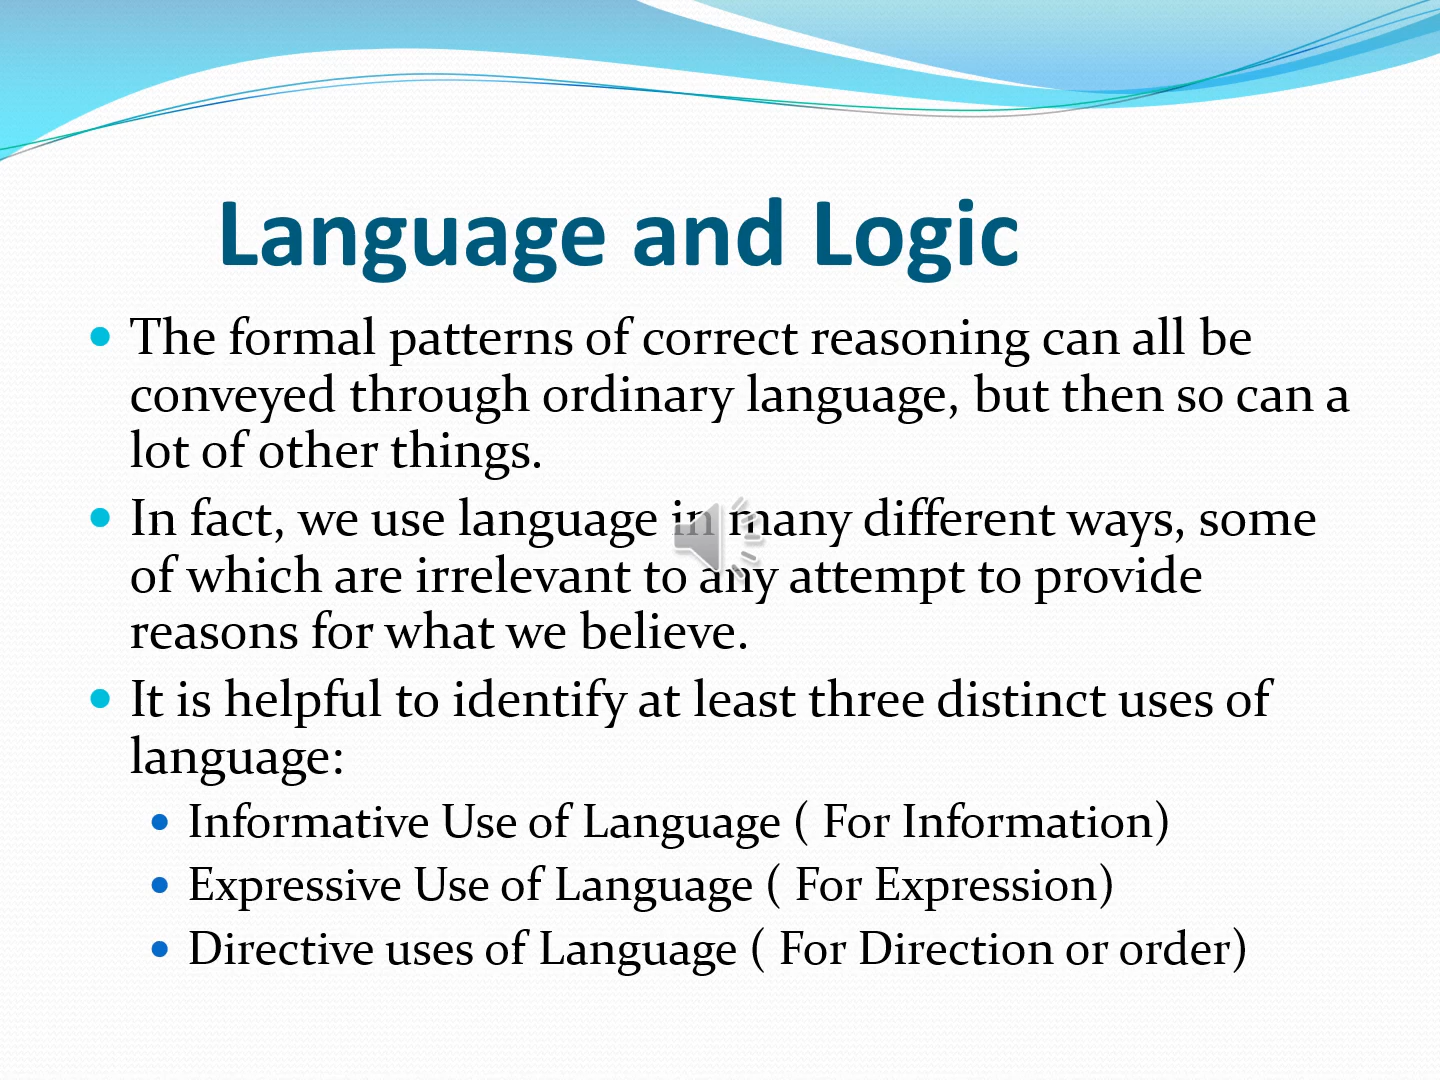 Language and Logic
The formal patterns of correct reasoning can all be
conveyed through ordinary language, but then so can a
lot of other things.
In fact, we use language in many different ways, some
of which are irrelevant to any attempt to provide
reasons for what we believe.
It is helpful to identify at least three distinct uses of
language:
Informative Use of Language ( For Information)
Expressive Use of Language ( For Expression)
Directive uses of Language ( For Direction or order)